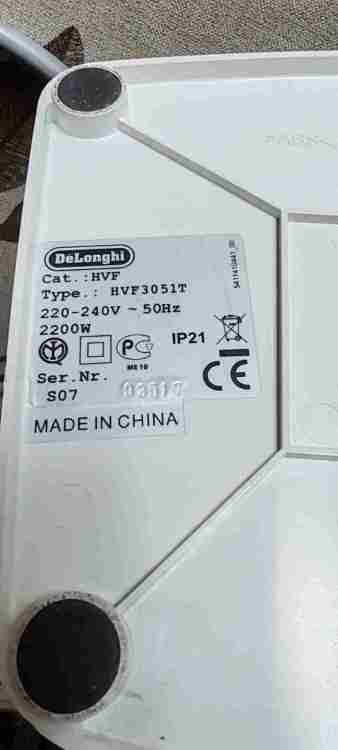 DeLonghi
Cat.:HVF
Type.: HVF3051T
220-240V ~ 50Hz
2200W
IP21
ME10
CE
Ser.Nr.
S07
MADE IN CHINA